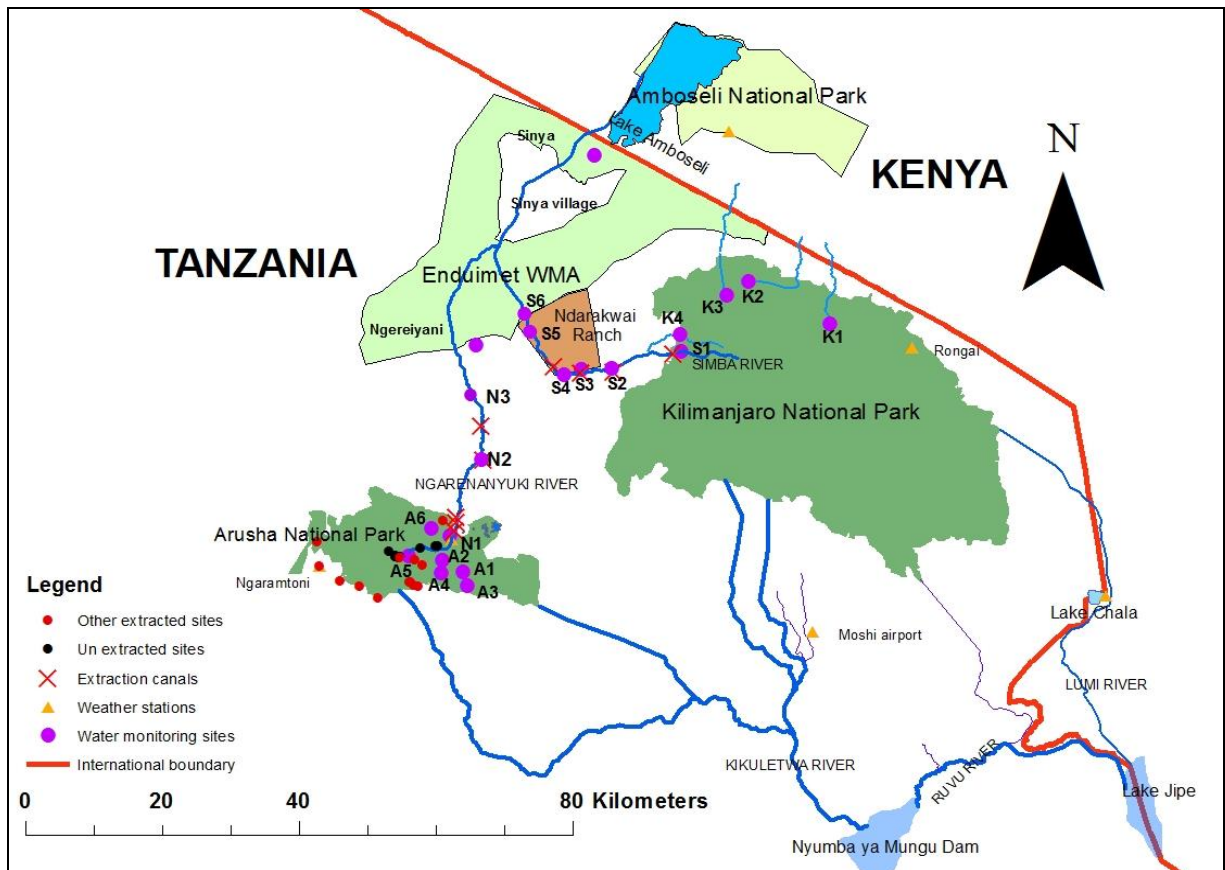 Amboseli National Park
Lake Amboseli
N
KENYA
Sinya
Sinya village
TANZANIA
Enduimet WMA
Ngereiyani
S6
S5
Ndarakwai
Ranch
K3
K2
K1
K4
S1
SIMBA RIVER
Rongai
S4
S3
S2
N3
Kilimanjaro National Park
N2
NGARENANYUKI RIVER
Arusha National Park
A6
N1
A2
A5
A4
A1
A3
Ngaramtoni
Lake Chala
Moshi airport
LUMI RIVER
KIKULETWA RIVER
RUVU RIVER
Lake Jipe
Nyumba ya Mungu Dam
Legend
Other extracted sites
Un extracted sites
Extraction canals
Weather stations
Water monitoring sites
International boundary
0 20 40 80 Kilometers